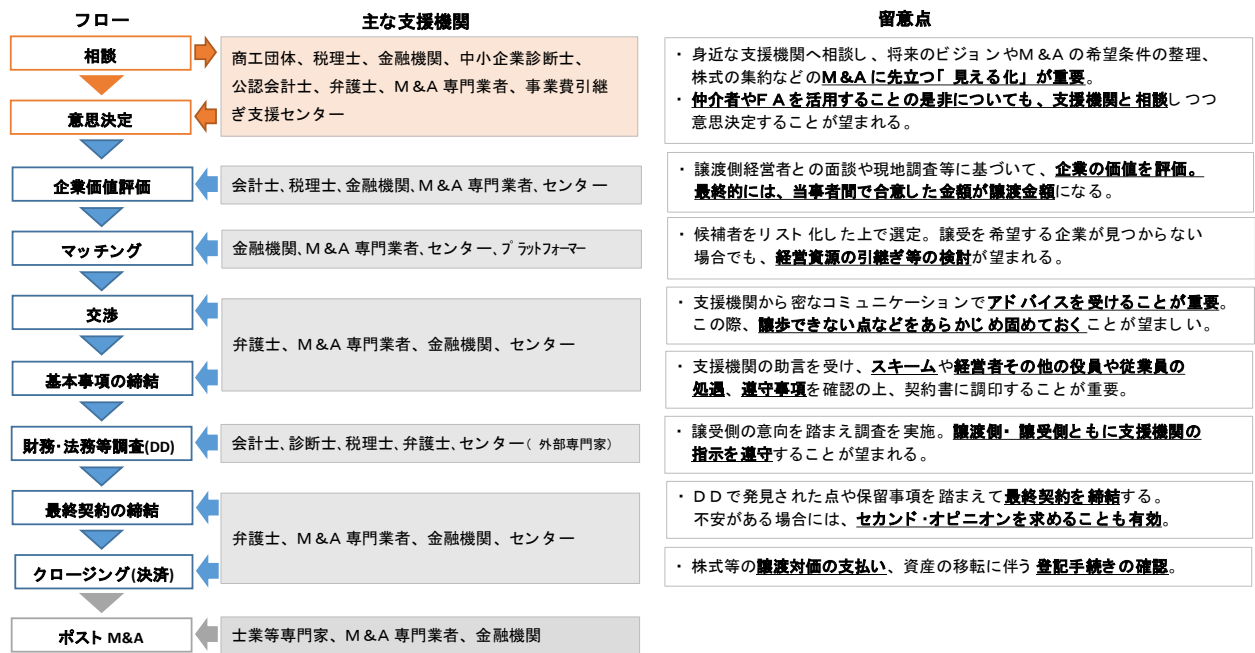 フロー 主な支援機関 留意点
相談
意思決定
商工団体、税理士、金融機関、中小企業診断士、
公認会計士、弁護士、M&A専門業者、事業費引継
ぎ支援センター
・身近な支援機関へ相談し、将来のビジョンやM&Aの希望条件の整理、
株式の集約などのM&Aに先立つ「見える化」が重要。
・仲介者やFAを活用することの是非についても、支援機関と相談しつつ
意思決定することが望まれる。
企業価値評価
会計士、税理士、金融機関、M&A専門業者、センター
・譲渡側経営者との面談や現地調査等に基づいて、企業の価値を評価。
最終的には、当事者間で合意した金額が譲渡金額になる。
マッチング
金融機関、M&A専門業者、センター、プラットフォーマー
・候補者をリスト化した上で選定。譲受を希望する企業が見つからない
場合でも、経営資源の引継ぎ等の検討が望まれる。
交渉
基本事項の締結
弁護士、M&A専門業者、金融機関、センター
・支援機関から密なコミュニケーションでアドバイスを受けることが重要。
この際、譲歩できない点などをあらかじめ固めておくことが望ましい。
・支援機関の助言を受け、スキームや経営者その他の役員や従業員の
処遇、遵守事項を確認の上、契約書に調印することが重要。
財務・法務等調査(DD)
会計士、診断士、税理士、弁護士、センター(外部専門家)
・譲受側の意向を踏まえ調査を実施。譲渡側・譲受側ともに支援機関の
指示を遵守することが望まれる。
最終契約の締結
クロージング(決済)
弁護士、M&A専門業者、金融機関、センター
・DDで発見された点や保留事項を踏まえて最終契約を締結する。
不安がある場合には、セカンド・オピニオンを求めることも有効。
・株式等の譲渡対価の支払い、資産の移転に伴う登記手続きの確認。
ポストM&A
士業等専門家、M&A専門業者、金融機関